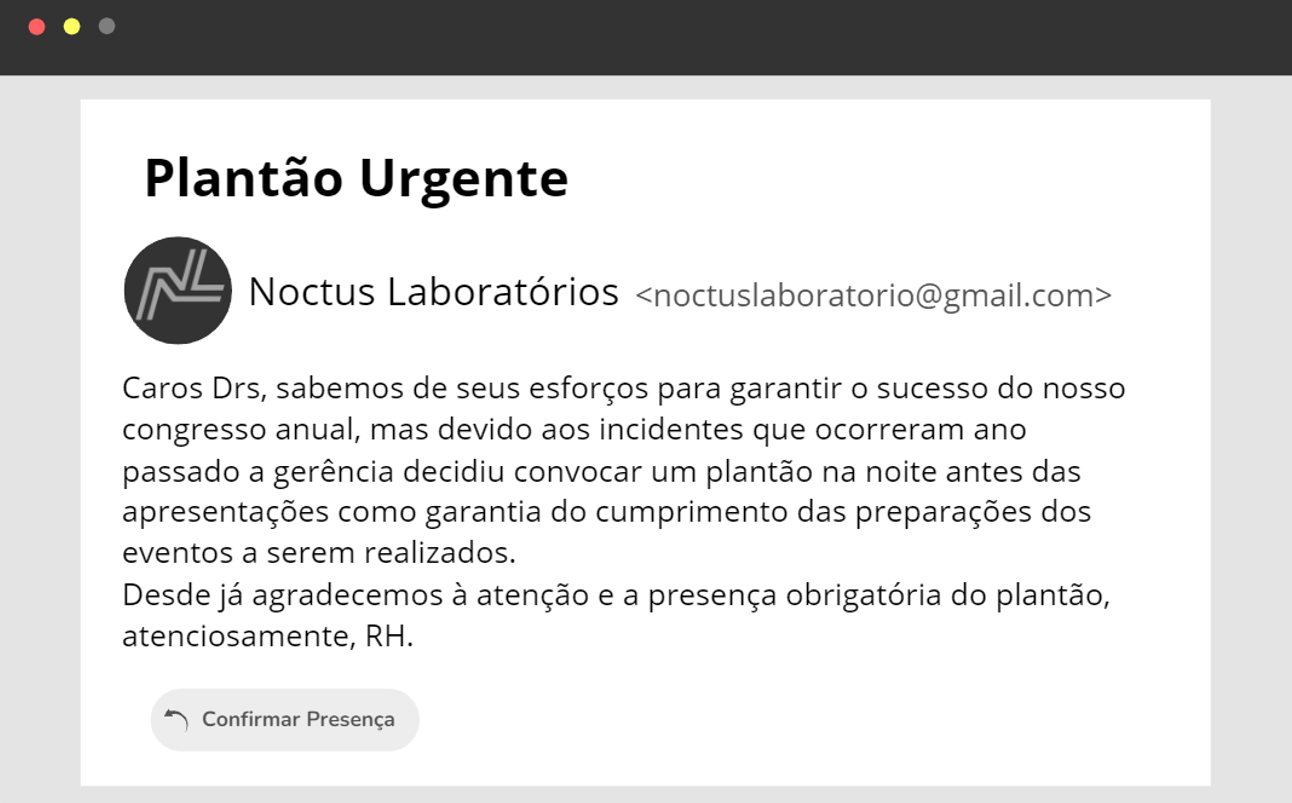 Plantão Urgente
Noctus Laboratórios <noctuslaboratorio@gmail.com>
Caros Drs, sabemos de seus esforços para garantir o sucesso do nosso
congresso anual, mas devido aos incidentes que ocorreram ano
passado a gerência decidiu convocar um plantão na noite antes das
apresentações como garantia do cumprimento das preparações dos
eventos a serem realizados.
Desde já agradecemos à atenção e a presença obrigatória do plantão,
atenciosamente, RH.
Confirmar Presença